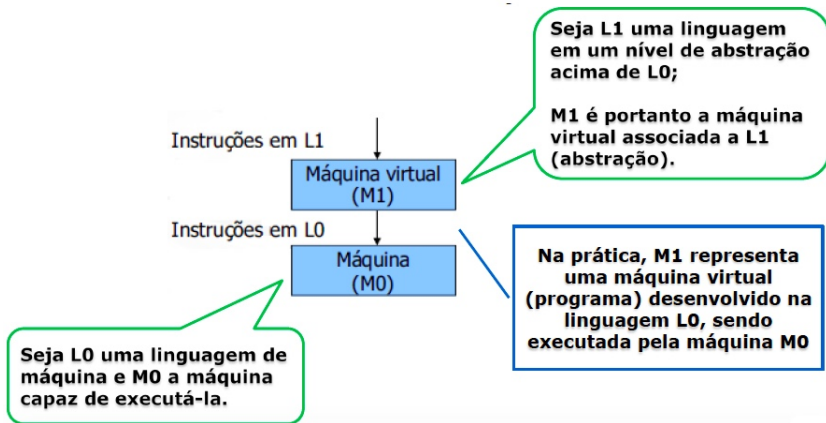 Seja L1 uma linguagem
em um nível de abstração
acima de L0;
M1 é portanto a máquina
virtual associada a L1
(abstração).
Instruções em L1
Máquina virtual
(M1)
Instruções em L0
Máquina
(M0)
Na prática, M1 representa
uma máquina virtual
(programa) desenvolvido na
linguagem L0, sendo
executada pela máquina M0
Seja L0 uma linguagem de
máquina e M0 a máquina
capaz de executá-la.